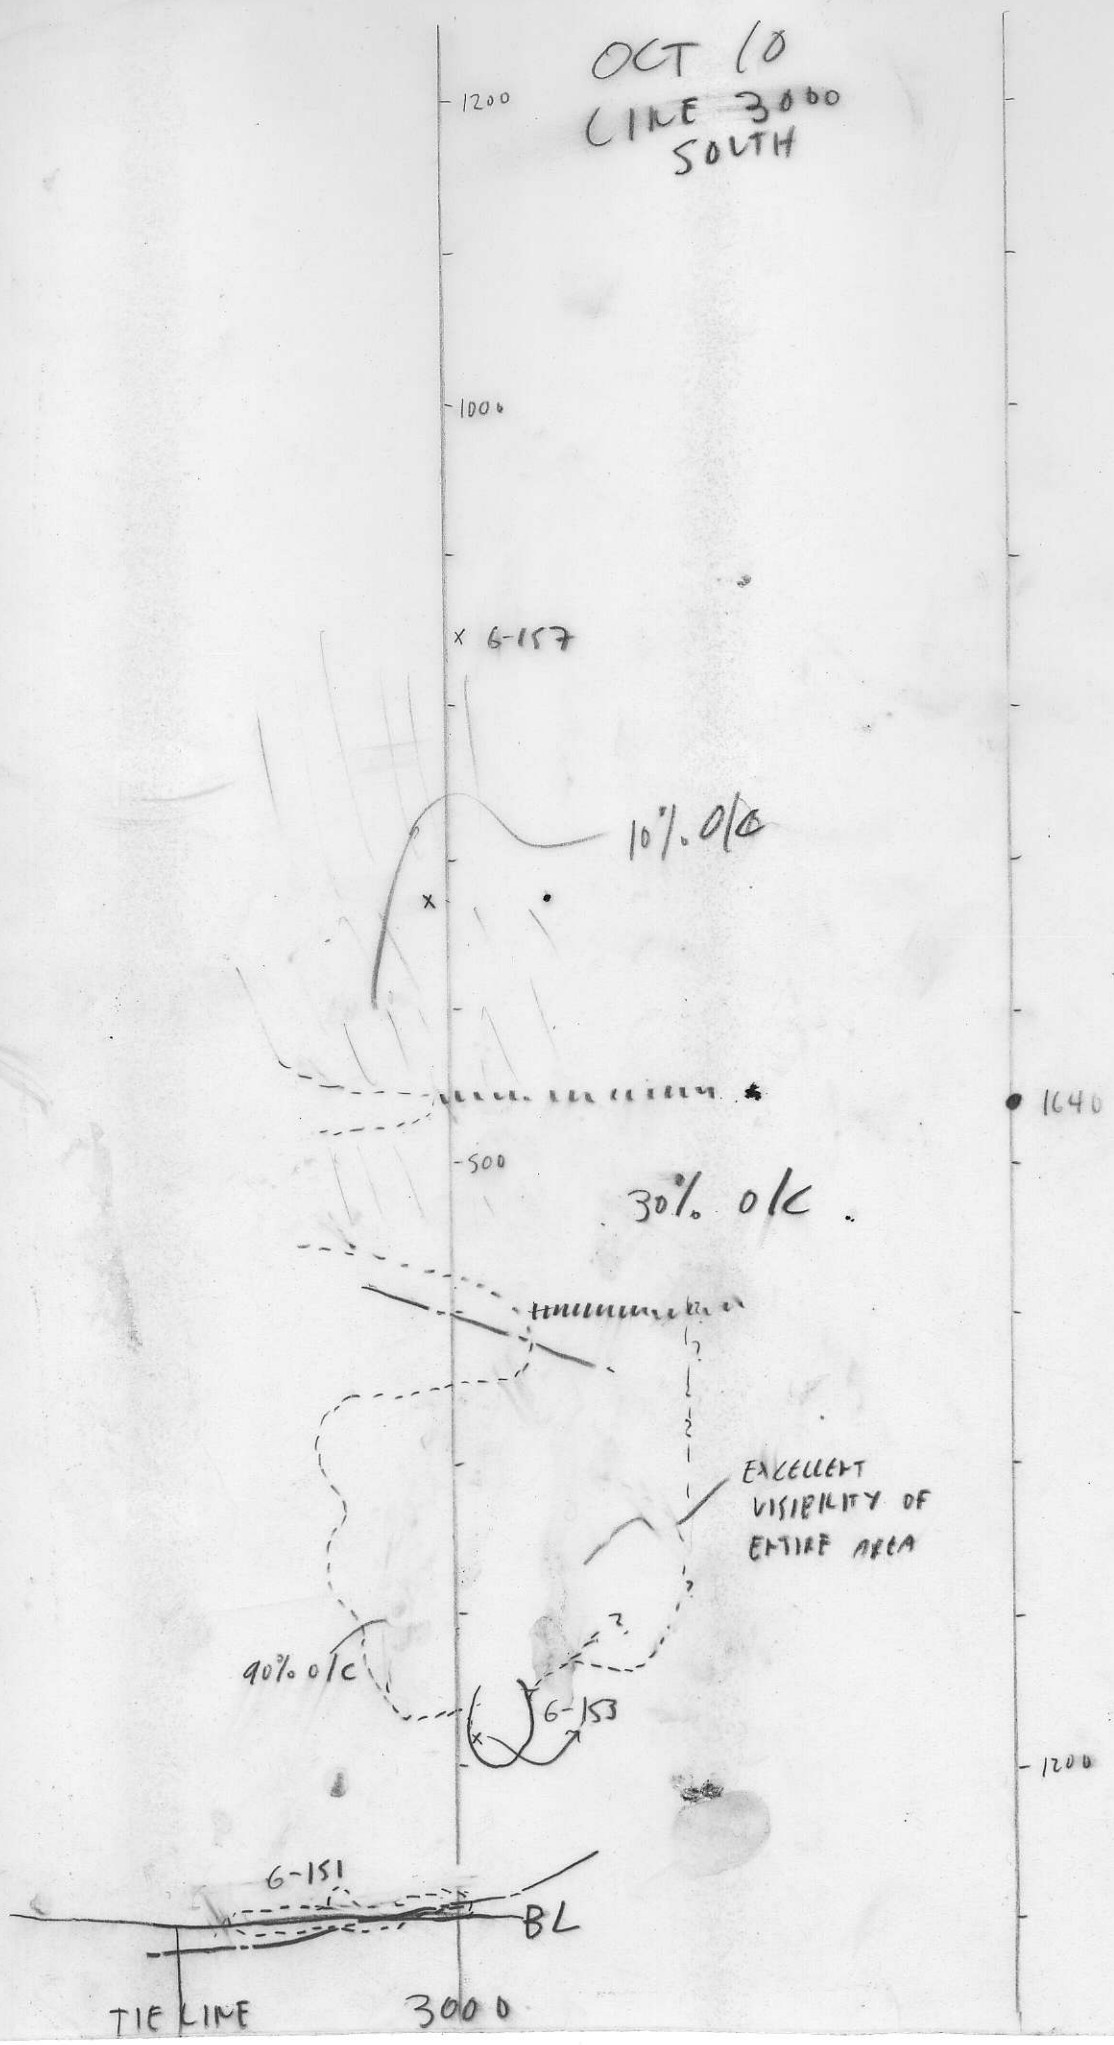 OCT 10
LINE 3000
SOUTH
1200
1000
6-157
10% O/C
1640
500
30% O/C
?
?
?
EXCELLENT
VISIBILITY OF
ENTIRE AREA
?
?
90% O/C
6-153
1200
6-151
BL
TIE LINE
3000